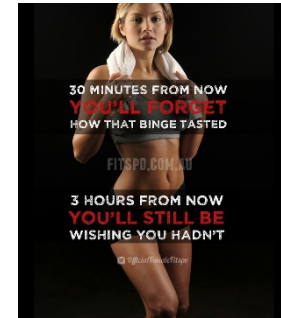 30 MINUTES FROM NOW
YOU'LL FORGET
HOW THAT BINGE TASTED
FITSPO.COM.AU
3 HOURS FROM NOW
YOU'LL STILL BE
WISHING YOU HADN'T
@OfficialFemaleFitspo